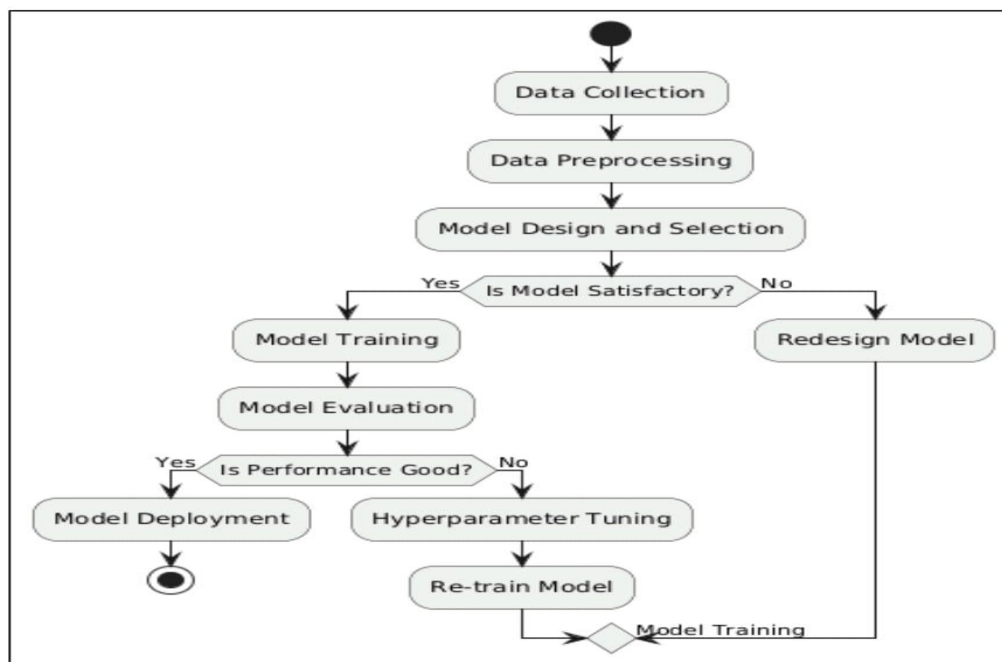 Data Collection
Data Preprocessing
Model Design and Selection
Yes
Is Model Satisfactory?
No
Model Training
Redesign Model
Model Evaluation
Yes
Is Performance Good?
No
Model Deployment
Hyperparameter Tuning
Re-train Model
Model Training